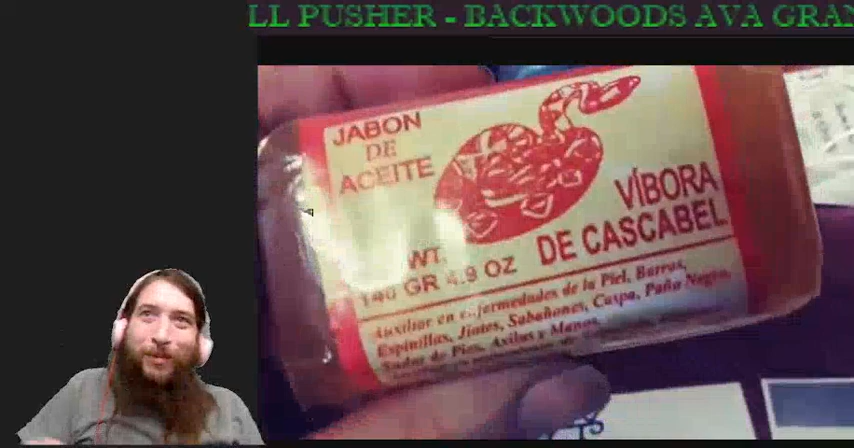 LL PUSHER - BACKWOODS AVA GRAN
JABON
DE
ACEITE
VÍBORA
DE CASCABEL
WT.
140 GR 4.9 OZ
Auxiliar en enfermedades de la Piel, Barros,
Espinillas, Jiotes, Sabañones, Caspa, Paño Negro,
Sudor de Pies, Axilas y Manos.